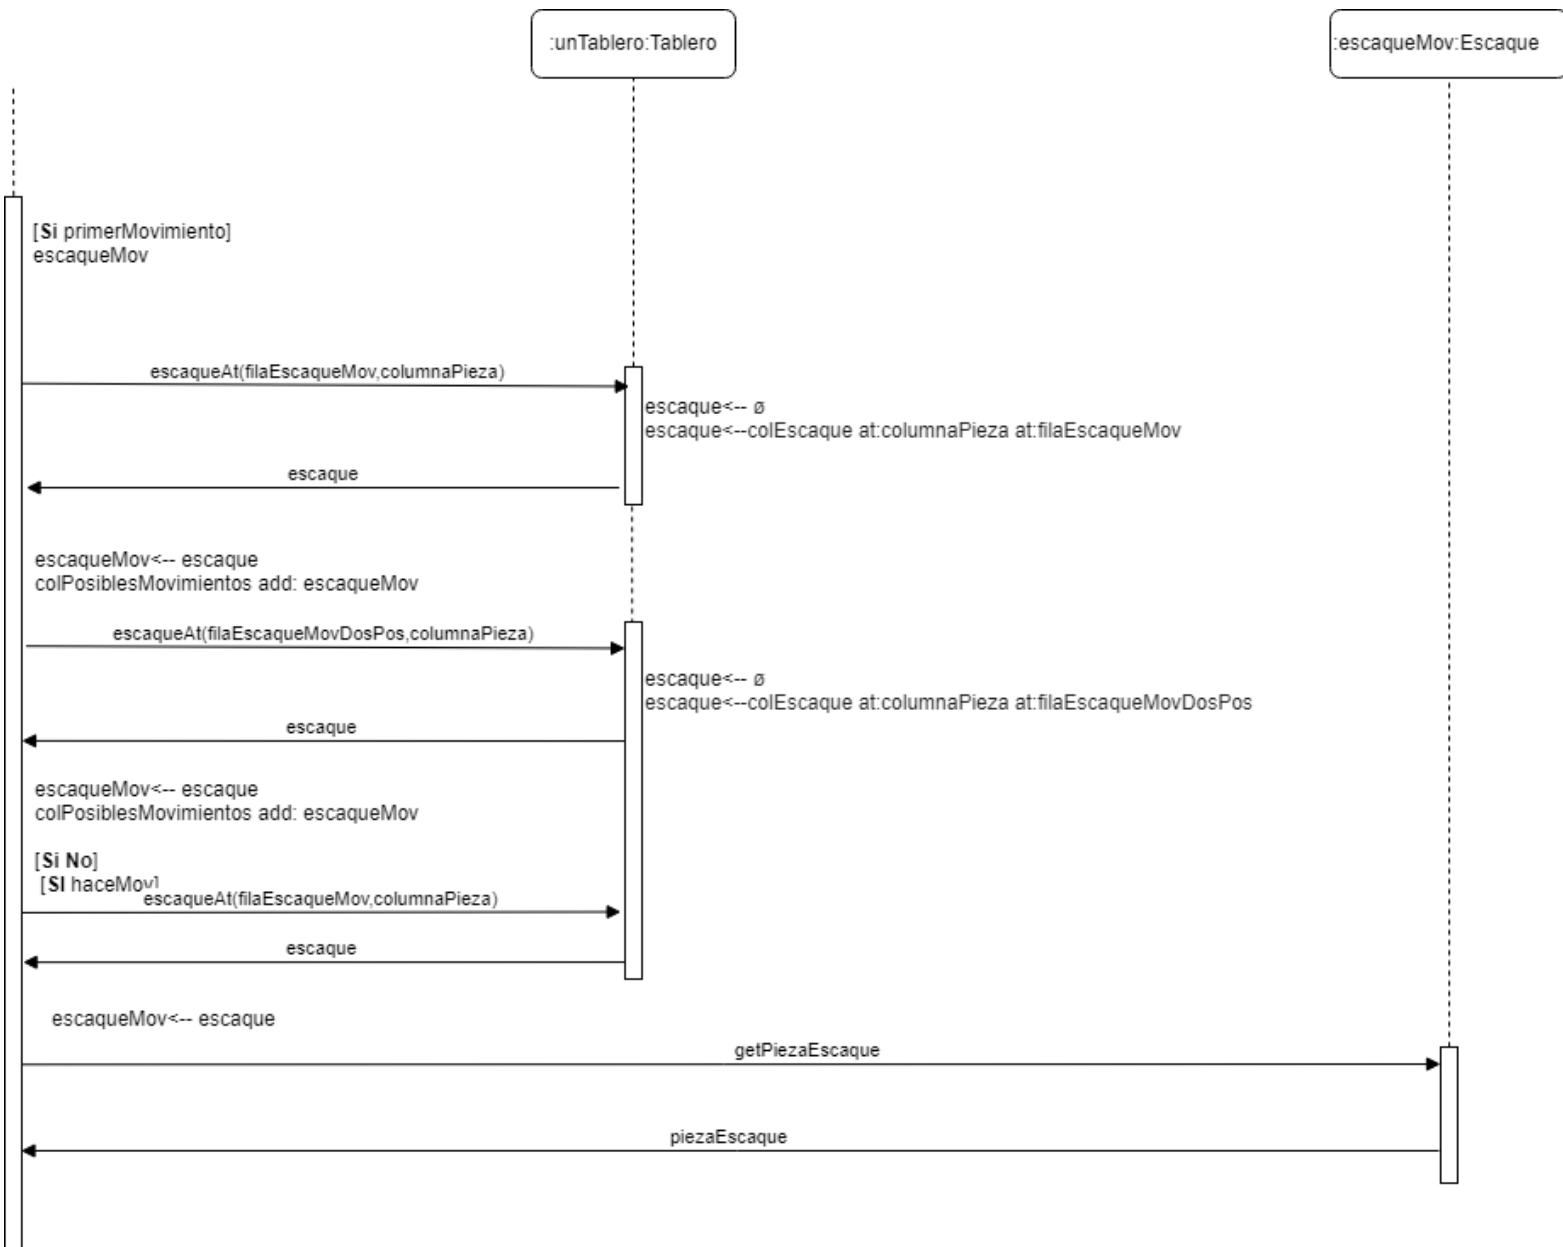 :unTablero:Tablero
:escaqueMov:Escaque
[Si primerMovimiento]
escaqueMov
escaqueAt(filaEscaqueMov,columnaPieza)
escaque<-- ø
escaque<--colEscaque at:columnaPieza at:filaEscaqueMov
escaque
escaqueMov<-- escaque
colPosiblesMovimientos add: escaqueMov
escaqueAt(filaEscaqueMovDosPos,columnaPieza)
escaque<-- ø
escaque<--colEscaque at:columnaPieza at:filaEscaqueMovDosPos
escaque
escaqueMov<-- escaque
colPosiblesMovimientos add: escaqueMov
[Si No]
[SI haceMov]
escaqueAt(filaEscaqueMov,columnaPieza)
escaque
escaqueMov<-- escaque
getPiezaEscaque
piezaEscaque